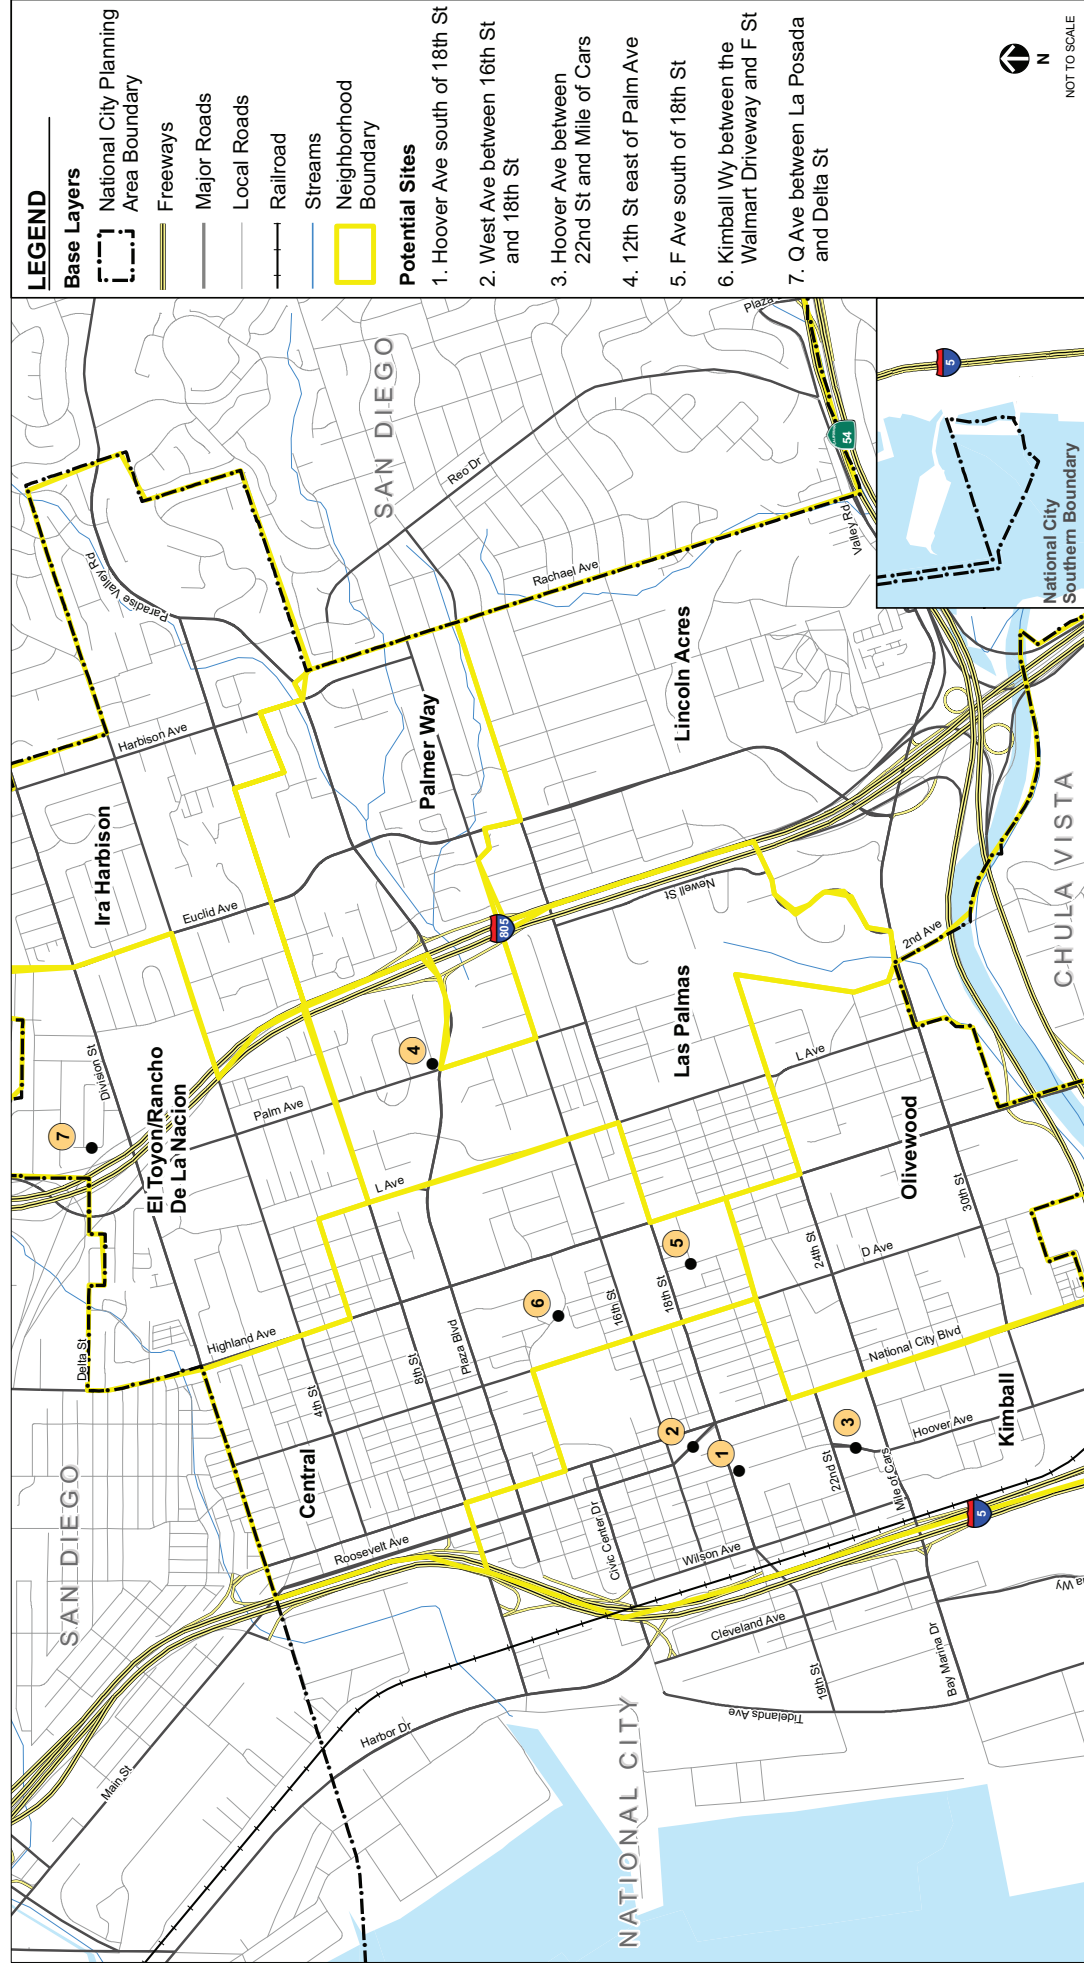 LEGEND
Base Layers
National City Planning
Area Boundary
Freeways
Major Roads
Local Roads
Railroad
Streams
Neighborhood
Boundary
Potential Sites
1. Hoover Ave south of 18th St
2. West Ave between 16th St
and 18th St
3. Hoover Ave between
22nd St and Mile of Cars
4. 12th St east of Palm Ave
5. F Ave south of 18th St
6. Kimball Wy between the
Walmart Driveway and F St
7. Q Ave between La Posada
and Delta St
N
NOT TO SCALE
SAN DIEGO
SAN DIEGO
NATIONAL CITY
CHULA VISTA
El Toyon/Rancho
De La Nacion
Ira Harbison
Central
Palmer Way
Lincoln Acres
Las Palmas
Olivewood
Kimball
Main St
Harbor Dr
Delta St
Division St
Highland Ave
Euclid Ave
Harbison Ave
Paradise Valley Rd
Palm Ave
L Ave
4th St
8th St
Plaza Blvd
Roosevelt Ave
Civic Center Dr
16th St
18th St
Wilson Ave
Cleveland Ave
Tidelands Ave
19th St
Bay Marina Dr
22nd St
Mile of Cars
Hoover Ave
National City Blvd
24th St
D Ave
30th St
L Ave
2nd Ave
Newell St
Rachael Ave
Reo Dr
Valley Rd
Plaza
a Wy
805
5
54
5
1
2
3
4
5
6
7
National City
Southern Boundary